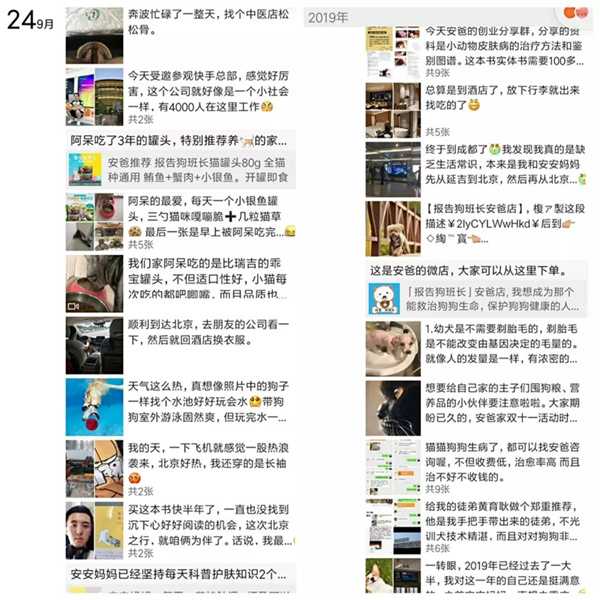 24 9月
奔波忙碌了一整天，找个中医店松
松骨。
今天受邀参观快手总部，感觉好厉
害，这个公司就好像是一个小社会
一样，有4000人在这里工作
共2张
阿呆吃了3年的罐头，特别推荐养🐈的家...
安爸推荐 报告狗班长猫罐头80g 全猫
种通用 鲔鱼+蟹肉+小银鱼。开罐即食
阿呆的最爱，每天一个小银鱼罐
头，三勺猫咪嘎嘣脆➕几粒猫草
🙈 最后一张是早上被阿呆吃完...
共5张
我们家阿呆吃的是比瑞吉的乖
宝罐头，不但适口性好，小猫每
次吃的都吧唧嘴，而且品质也...
顺利到达北京，去朋友的公司看一
下，然后就回酒店换衣服。
天气这么热，真想像照片中的狗子
一样找个水池好好玩会水 带狗
狗室外游泳固然爽，但玩完水一...
我的天，一下飞机就感觉一股热浪
袭来，北京好热，我还穿的是长袖
共2张
买这本书快半年了，一直也没找到
沉下心好好阅读的机会，这次北京
之行，就咱俩为伴了。话说，我最...
共2张
安安妈妈已经坚持每天科普护肤知识2个...
2019年
今天安爸的创业分享群，分享的资
料是小动物皮肤病的治疗方法和鉴
别图谱。这本书实体书需要100多...
共9张
总算是到酒店了，放下行李就出来
找吃的了
共5张
终于到成都了 我发现我真的是缺
乏生活常识，本来是我和安安妈妈
先从延吉到北京，然后再从北京...
【报告狗班长安爸店】，椱ァ製这段
描述￥2IyCYLWwHkd￥后到👉
这是安爸的微店，大家可以从这里下单。
「报告狗班长」安爸店, 我想成为那个
能救治狗狗生命，保护狗狗健康的人...
1.幼犬是不需要剃胎毛的，剃胎毛
是不能改变由基因决定的毛量的。
就像人的发量是一样，有浓密的...
想要给自己家的主子们囤狗粮、营
养品的小伙伴要注意啦。大家期
盼已久的，安爸家双十一活动时...
猫猫狗狗生病了，都可以找安爸咨
询喔，不但收费低，治愈率高 而且
治不好不收钱的。
共9张
给我的徒弟黄育耿做个郑重推荐，
他是我手把手带出来的徒弟，不光
训犬技术精湛，而且对对狗狗非...
共6张
一转眼，2019年已经过去了一大
半，我对这一年的自己还是挺满意